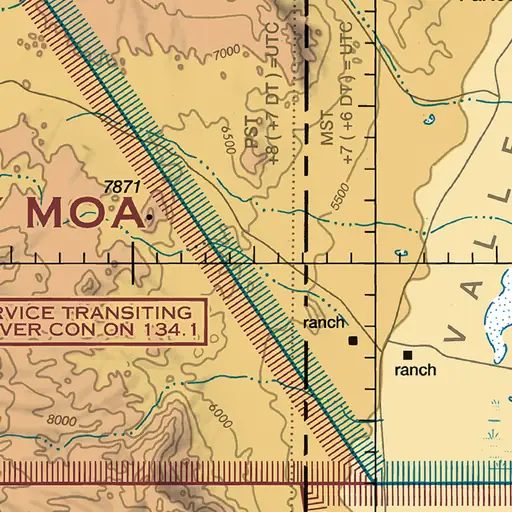 7000
PST
+8 (+7 DT) =UTC
MST
+7 (+6 DT) =UTC
6500
7871
MOA
5500
VALLE
RVICE TRANSITING
VER CON ON 134.1
ranch
ranch
6000
8000